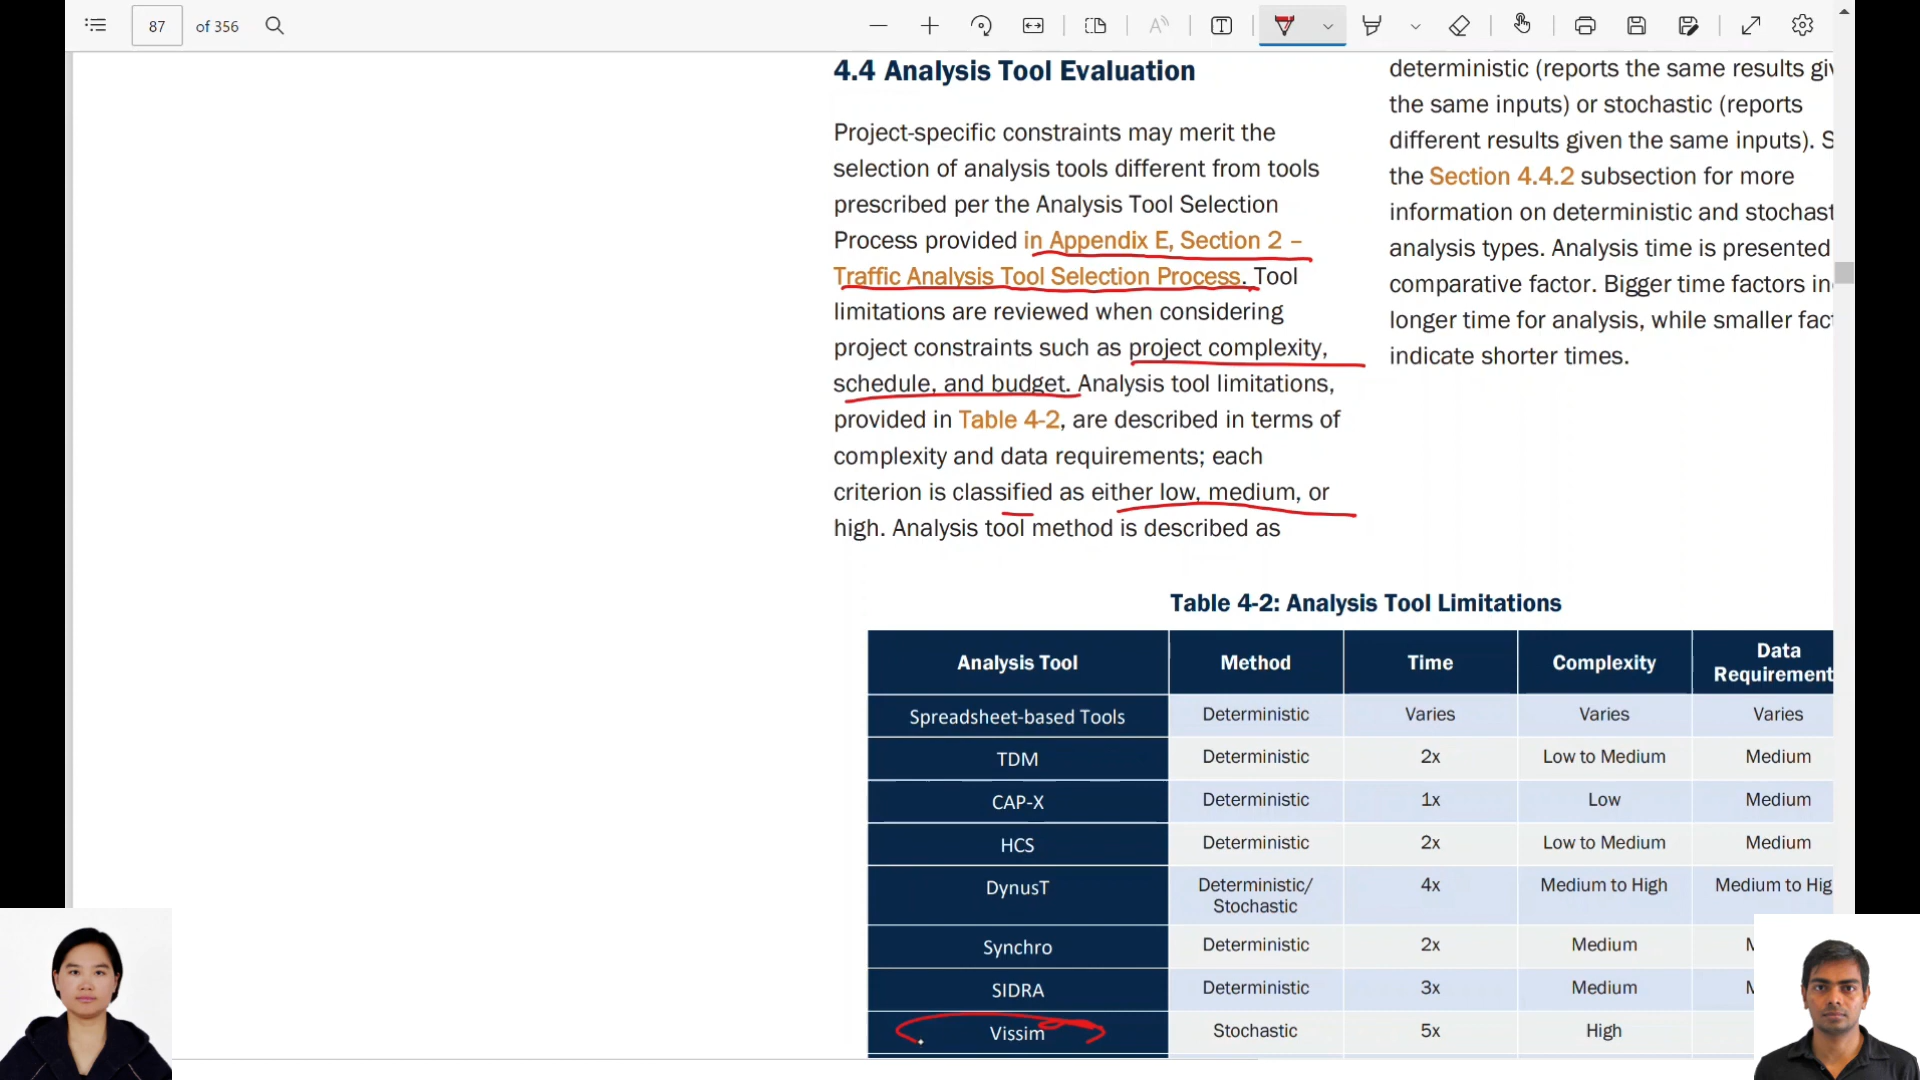 87 of 356
4.4 Analysis Tool Evaluation
Project-specific constraints may merit the
selection of analysis tools different from tools
prescribed per the Analysis Tool Selection
Process provided in Appendix E, Section 2 –
Traffic Analysis Tool Selection Process. Tool
limitations are reviewed when considering
project constraints such as project complexity,
schedule, and budget. Analysis tool limitations,
provided in Table 4-2, are described in terms of
complexity and data requirements; each
criterion is classified as either low, medium, or
high. Analysis tool method is described as
deterministic (reports the same results
the same inputs) or stochastic (reports
different results given the same inputs).
the Section 4.4.2 subsection for more
information on deterministic and
analysis types. Analysis time is presented
comparative factor. Bigger time factors
longer time for analysis, while smaller
indicate shorter times.
Table 4-2: Analysis Tool Limitations
Analysis Tool Method Time Complexity Data Requirement
Spreadsheet-based Tools Deterministic Varies Varies Varies
TDM Deterministic 2x Low to Medium Medium
CAP-X Deterministic 1x Low Medium
HCS Deterministic 2x Low to Medium Medium
DynusT Deterministic/ Stochastic 4x Medium to High Medium to
Synchro Deterministic 2x Medium
SIDRA Deterministic 3x Medium
Vissim Stochastic 5x High